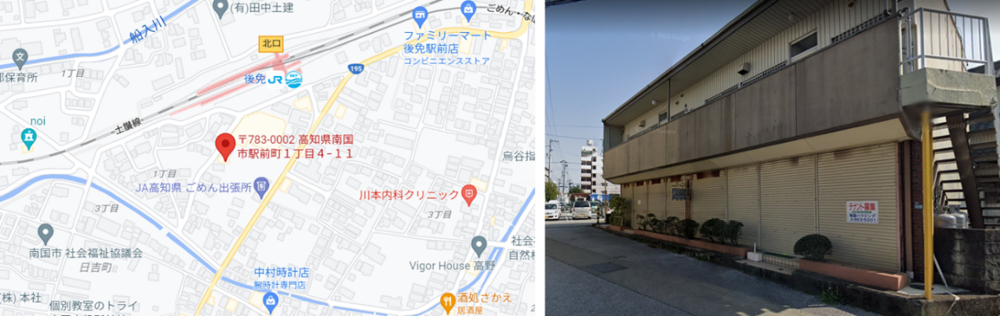 (有)田中土建
ごめん・なは
船入川
北口
ファミリーマート
後免駅前店
コンビニエンスストア
195
1丁目
部保育所
後免
JR
土讃線
noi
〒783-0002 高知県南国
市駅前町1丁目4-11
烏谷指
1丁目
JA高知県 ごめん出張所
川本内科クリニック
3丁目
3丁目
南国市 社会福祉協議会
日吉町
社会
自然林
Vigor House 高野
中村時計店
腕時計専門店
(株) 本社
個別教室のトライ
酒処さかえ
居酒屋
テナント募集
863-5201